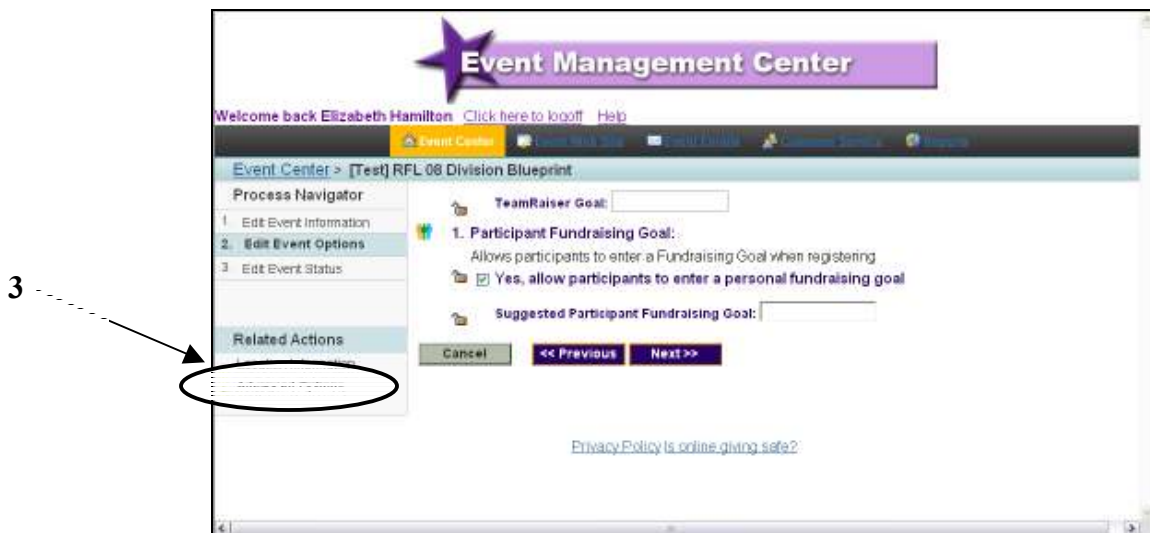 Event Management Center
Welcome back Elizabeth Hamilton Click here to logoff Help
Event Center
Event Center > [Test] RFL 08 Division Blueprint
Process Navigator
1 Edit Event Information
2. Edit Event Options
3 Edit Event Status
Related Actions
TeamRaiser Goal:
1. Participant Fundraising Goal:
Allows participants to enter a Fundraising Goal when registering
Yes, allow participants to enter a personal fundraising goal
Suggested Participant Fundraising Goal:
Cancel << Previous Next >>
Privacy Policy Is online giving safe?
3